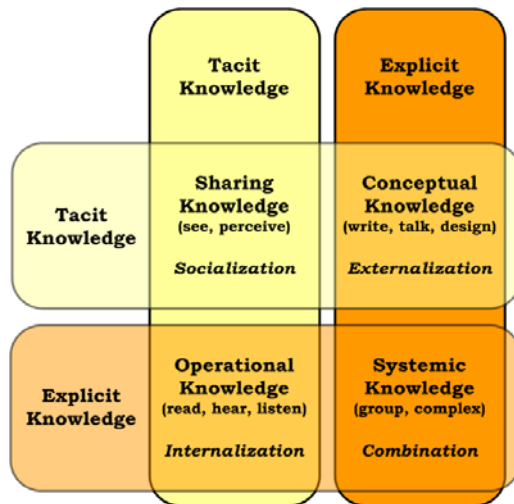 Tacit
Knowledge
Explicit
Knowledge
Tacit
Knowledge
Sharing
Knowledge
(see, perceive)
Socialization
Conceptual
Knowledge
(write, talk, design)
Externalization
Explicit
Knowledge
Operational
Knowledge
(read, hear, listen)
Internalization
Systemic
Knowledge
(group, complex)
Combination